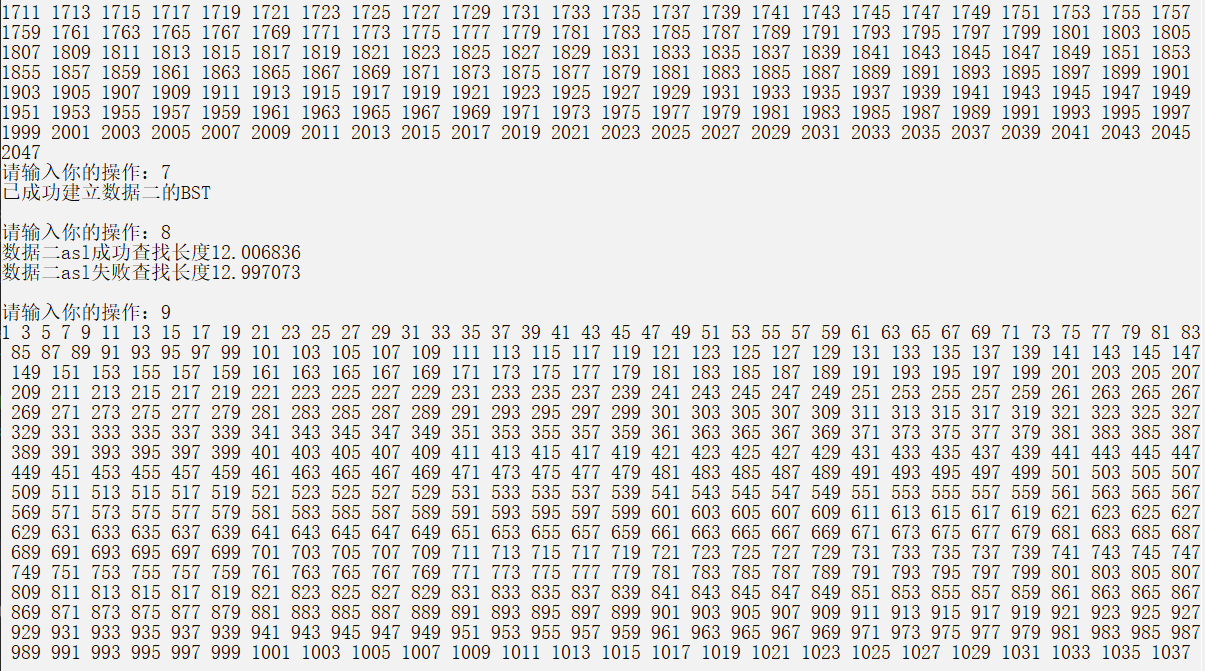 1711 1713 1715 1717 1719 1721 1723 1725 1727 1729 1731 1733 1735 1737 1739 1741 1743 1745 1747 1749 1751 1753 1755 1757
1759 1761 1763 1765 1767 1769 1771 1773 1775 1777 1779 1781 1783 1785 1787 1789 1791 1793 1795 1797 1799 1801 1803 1805
1807 1809 1811 1813 1815 1817 1819 1821 1823 1825 1827 1829 1831 1833 1835 1837 1839 1841 1843 1845 1847 1849 1851 1853
1855 1857 1859 1861 1863 1865 1867 1869 1871 1873 1875 1877 1879 1881 1883 1885 1887 1889 1891 1893 1895 1897 1899 1901
1903 1905 1907 1909 1911 1913 1915 1917 1919 1921 1923 1925 1927 1929 1931 1933 1935 1937 1939 1941 1943 1945 1947 1949
1951 1953 1955 1957 1959 1961 1963 1965 1967 1969 1971 1973 1975 1977 1979 1981 1983 1985 1987 1989 1991 1993 1995 1997
1999 2001 2003 2005 2007 2009 2011 2013 2015 2017 2019 2021 2023 2025 2027 2029 2031 2033 2035 2037 2039 2041 2043 2045
2047
请输入你的操作：7
已成功建立数据二的BST
请输入你的操作：8
数据二asl成功查找长度12.006836
数据二asl失败查找长度12.997073
请输入你的操作：9
1 3 5 7 9 11 13 15 17 19 21 23 25 27 29 31 33 35 37 39 41 43 45 47 49 51 53 55 57 59 61 63 65 67 69 71 73 75 77 79 81 83
85 87 89 91 93 95 97 99 101 103 105 107 109 111 113 115 117 119 121 123 125 127 129 131 133 135 137 139 141 143 145 147
149 151 153 155 157 159 161 163 165 167 169 171 173 175 177 179 181 183 185 187 189 191 193 195 197 199 201 203 205 207
209 211 213 215 217 219 221 223 225 227 229 231 233 235 237 239 241 243 245 247 249 251 253 255 257 259 261 263 265 267
269 271 273 275 277 279 281 283 285 287 289 291 293 295 297 299 301 303 305 307 309 311 313 315 317 319 321 323 325 327
329 331 333 335 337 339 341 343 345 347 349 351 353 355 357 359 361 363 365 367 369 371 373 375 377 379 381 383 385 387
389 391 393 395 397 399 401 403 405 407 409 411 413 415 417 419 421 423 425 427 429 431 433 435 437 439 441 443 445 447
449 451 453 455 457 459 461 463 465 467 469 471 473 475 477 479 481 483 485 487 489 491 493 495 497 499 501 503 505 507
509 511 513 515 517 519 521 523 525 527 529 531 533 535 537 539 541 543 545 547 549 551 553 555 557 559 561 563 565 567
569 571 573 575 577 579 581 583 585 587 589 591 593 595 597 599 601 603 605 607 609 611 613 615 617 619 621 623 625 627
629 631 633 635 637 639 641 643 645 647 649 651 653 655 657 659 661 663 665 667 669 671 673 675 677 679 681 683 685 687
689 691 693 695 697 699 701 703 705 707 709 711 713 715 717 719 721 723 725 727 729 731 733 735 737 739 741 743 745 747
749 751 753 755 757 759 761 763 765 767 769 771 773 775 777 779 781 783 785 787 789 791 793 795 797 799 801 803 805 807
809 811 813 815 817 819 821 823 825 827 829 831 833 835 837 839 841 843 845 847 849 851 853 855 857 859 861 863 865 867
869 871 873 875 877 879 881 883 885 887 889 891 893 895 897 899 901 903 905 907 909 911 913 915 917 919 921 923 925 927
929 931 933 935 937 939 941 943 945 947 949 951 953 955 957 959 961 963 965 967 969 971 973 975 977 979 981 983 985 987
989 991 993 995 997 999 1001 1003 1005 1007 1009 1011 1013 1015 1017 1019 1021 1023 1025 1027 1029 1031 1033 1035 1037